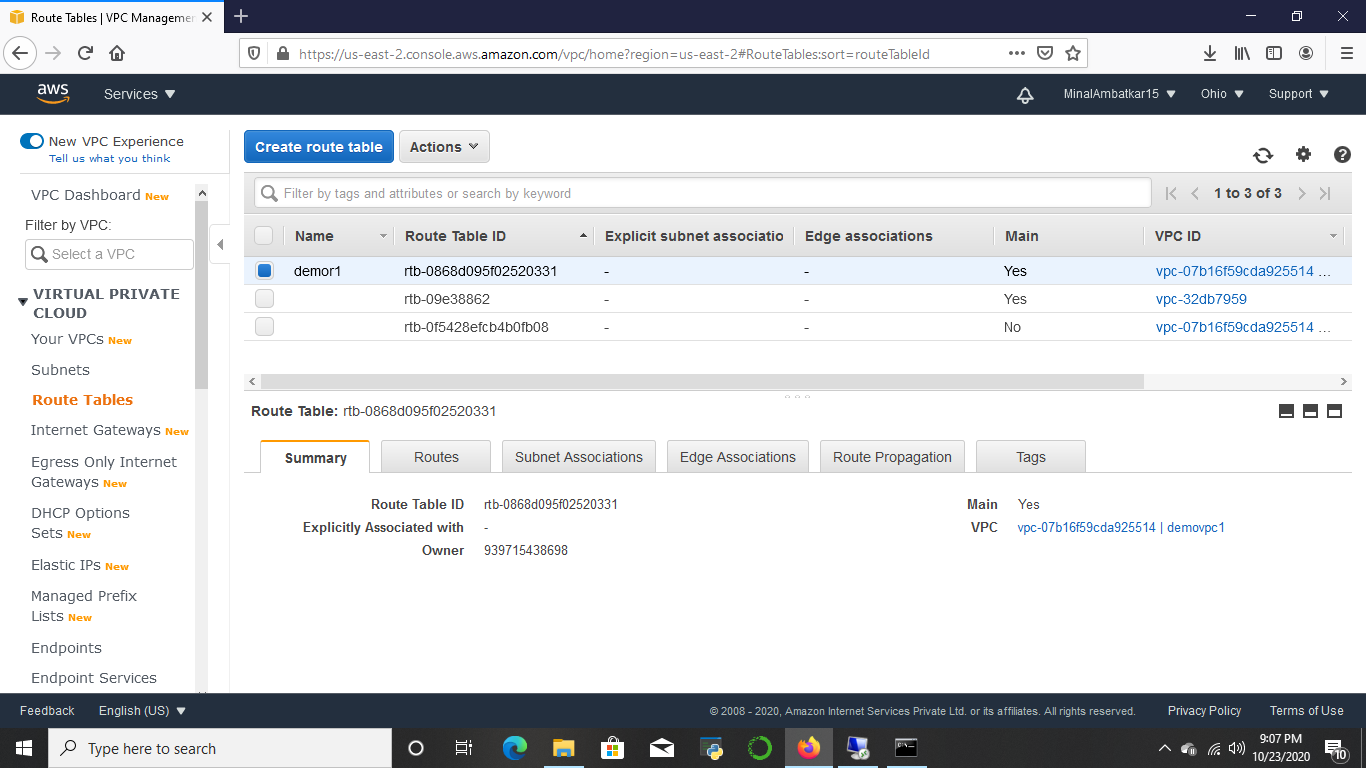 Route Tables | VPC Managemen
https://us-east-2.console.aws.amazon.com/vpc/home?region=us-east-2#RouteTables:sort=routeTableId
aws
Services
MinalAmbatkar15
Ohio
Support
New VPC Experience
Tell us what you think
VPC Dashboard New
Filter by VPC:
Select a VPC
VIRTUAL PRIVATE
CLOUD
Your VPCs New
Subnets
Route Tables
Internet Gateways New
Egress Only Internet
Gateways New
DHCP Options
Sets New
Elastic IPs New
Managed Prefix
Lists New
Endpoints
Endpoint Services
Create route table
Actions
Filter by tags and attributes or search by keyword
1 to 3 of 3
Name Route Table ID Explicit subnet associatio Edge associations Main VPC ID
demor1 rtb-0868d095f02520331 - - Yes vpc-07b16f59cda925514 ...
rtb-09e38862 - - Yes vpc-32db7959
rtb-0f5428efcb4b0fb08 - - No vpc-07b16f59cda925514 ...
Route Table: rtb-0868d095f02520331
Summary
Routes
Subnet Associations
Edge Associations
Route Propagation
Tags
Route Table ID rtb-0868d095f02520331
Explicitly Associated with -
Owner 939715438698
Main Yes
VPC vpc-07b16f59cda925514 | demovpc1
Feedback
English (US)
© 2008 - 2020, Amazon Internet Services Private Ltd. or its affiliates. All rights reserved.
Privacy Policy
Terms of Use
Type here to search
9:07 PM
10/23/2020
10